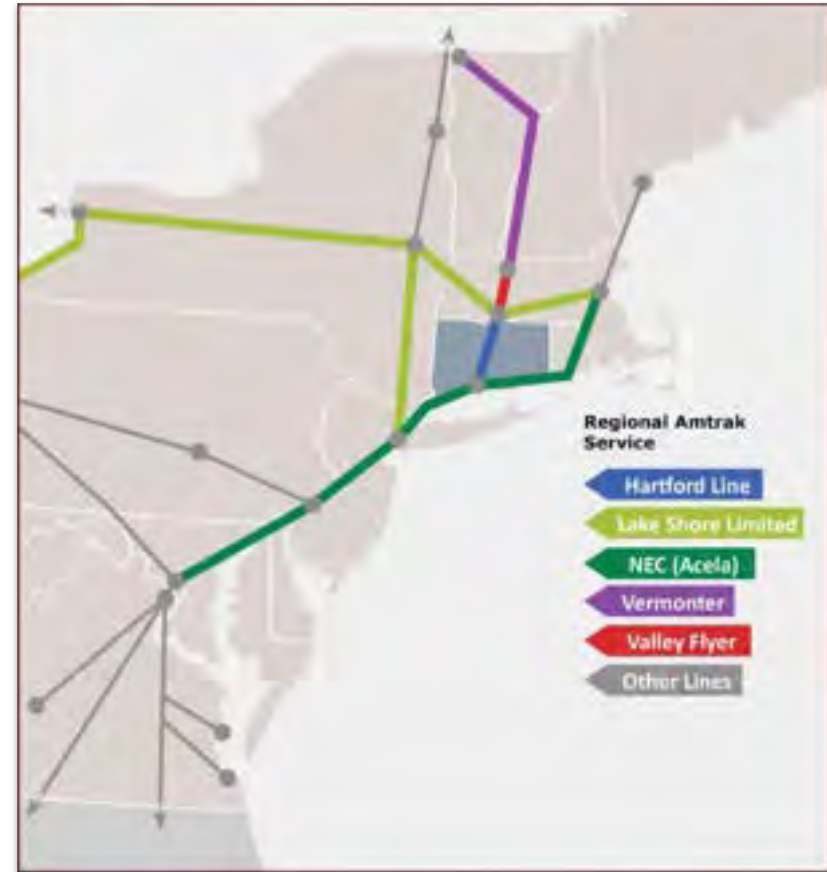 Regional Amtrak
Service
Hartford Line
Lake Shore Limited
NEC (Acela)
Vermonter
Valley Flyer
Other Lines